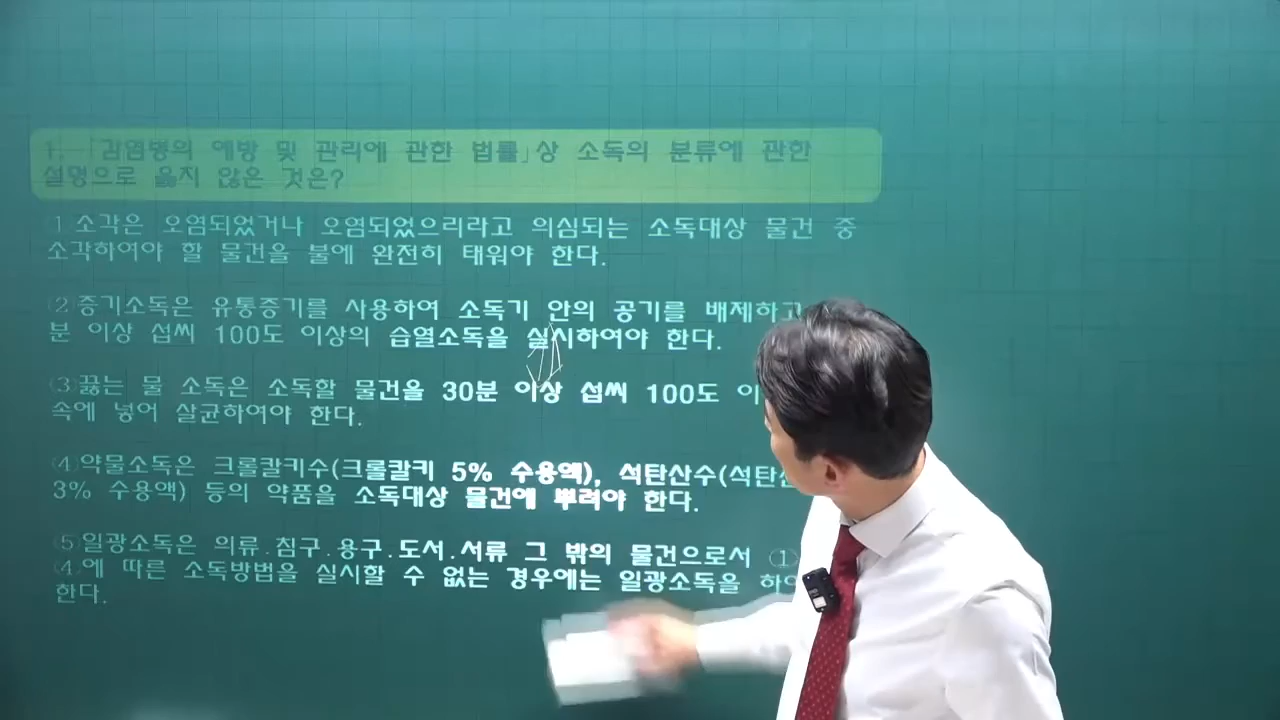 1. 「감염병의 예방 및 관리에 관한 법률」상 소독의 분류에 관한
설명으로 옳지 않은 것은?
(1)소각은 오염되었거나 오염되었으리라고 의심되는 소독대상 물건 중
소각하여야 할 물건을 불에 완전히 태워야 한다.
(2)증기소독은 유통증기를 사용하여 소독기 안의 공기를 배제하고
분 이상 섭씨 100도 이상의 습열소독을 실시하여야 한다.
(3)끓는 물 소독은 소독할 물건을 30분 이상 섭씨 100도 이
속에 넣어 살균하여야 한다.
(4)약물소독은 크롤칼키수(크롤칼키 5% 수용액), 석탄산수(석탄산
3% 수용액) 등의 약품을 소독대상 물건에 뿌려야 한다.
(5)일광소독은 의류.침구.용구.도서.서류 그 밖의 물건으로서 ①
(4.에 따른 소독방법을 실시할 수 없는 경우에는 일광소독을 하여
한다.